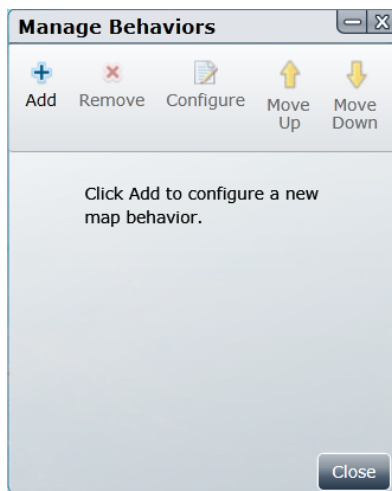 Manage Behaviors
Add
Remove
Configure
Move
Up
Move
Down
Click Add to configure a new
map behavior.
Close